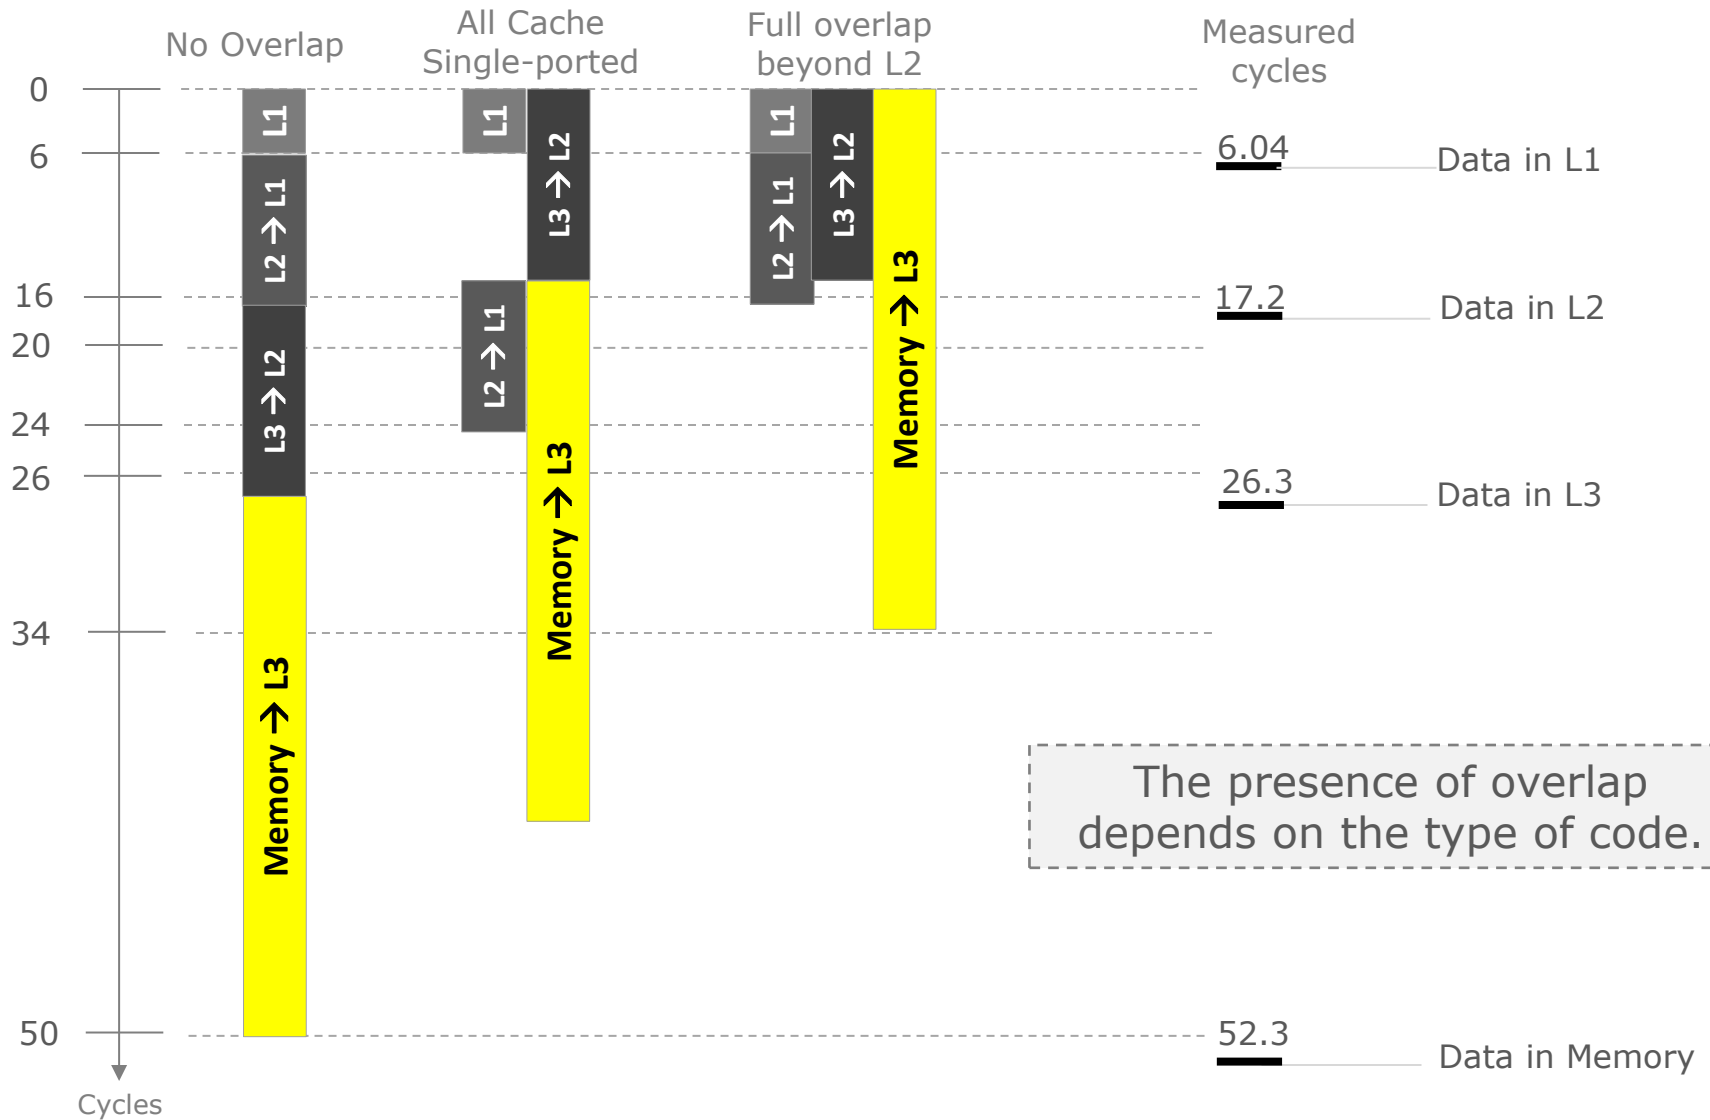 No Overlap
All Cache
Single-ported
Full overlap
beyond L2
Measured
cycles
0
6
16
20
24
26
34
50
Cycles
L1
L2 → L1
L3 → L2
Memory → L3
L1
L2 → L1
L3 → L2
Memory → L3
L1
L2 → L1
L3 → L2
Memory → L3
6.04
Data in L1
17.2
Data in L2
26.3
Data in L3
The presence of overlap
depends on the type of code.
52.3
Data in Memory